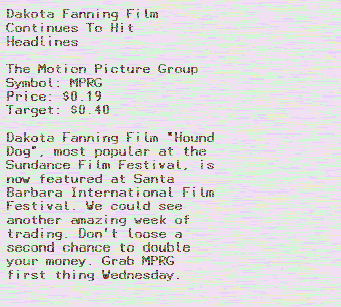 Dakota Fanning Film
Continues To Hit
Headlines
The Motion Picture Group
Symbol: MPRG
Price: $0.19
Target: $0.40
Dakota Fanning Film "Hound
Dog", most popular at the
Sundance Film Festival, is
now featured at Santa
Barbara International Film
Festival. We could see
another amazing week of
trading. Don't loose a
second chance to double
your money. Grab MPRG
first thing Wednesday.